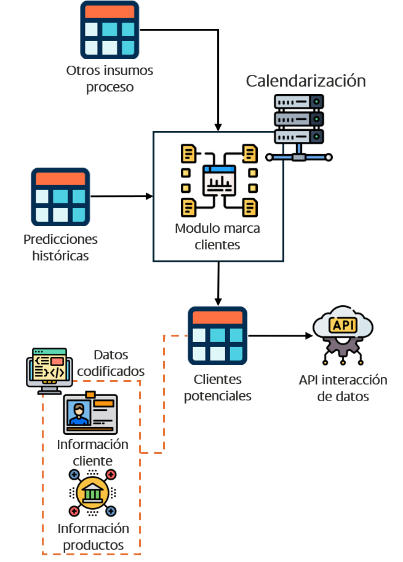 Otros insumos
proceso
Calendarización
Modulo marca
clientes
Predicciones
históricas
Clientes
potenciales
API
API interacción
de datos
Datos
codificados
Información
cliente
Información
productos